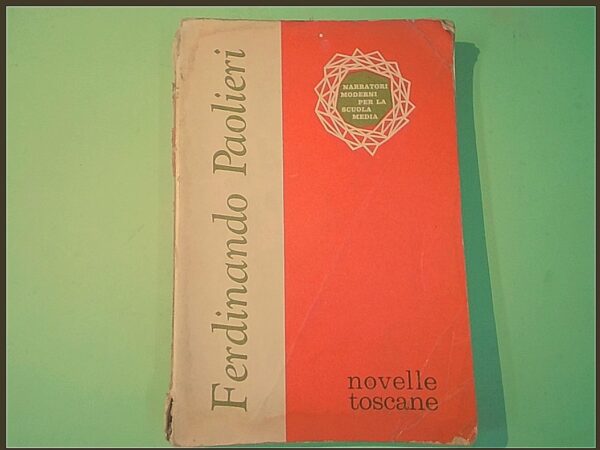 Ferdinando Paolieri
NARRATORI
MODERNI
PER LA
SCUOLA
MEDIA
novelle
toscane